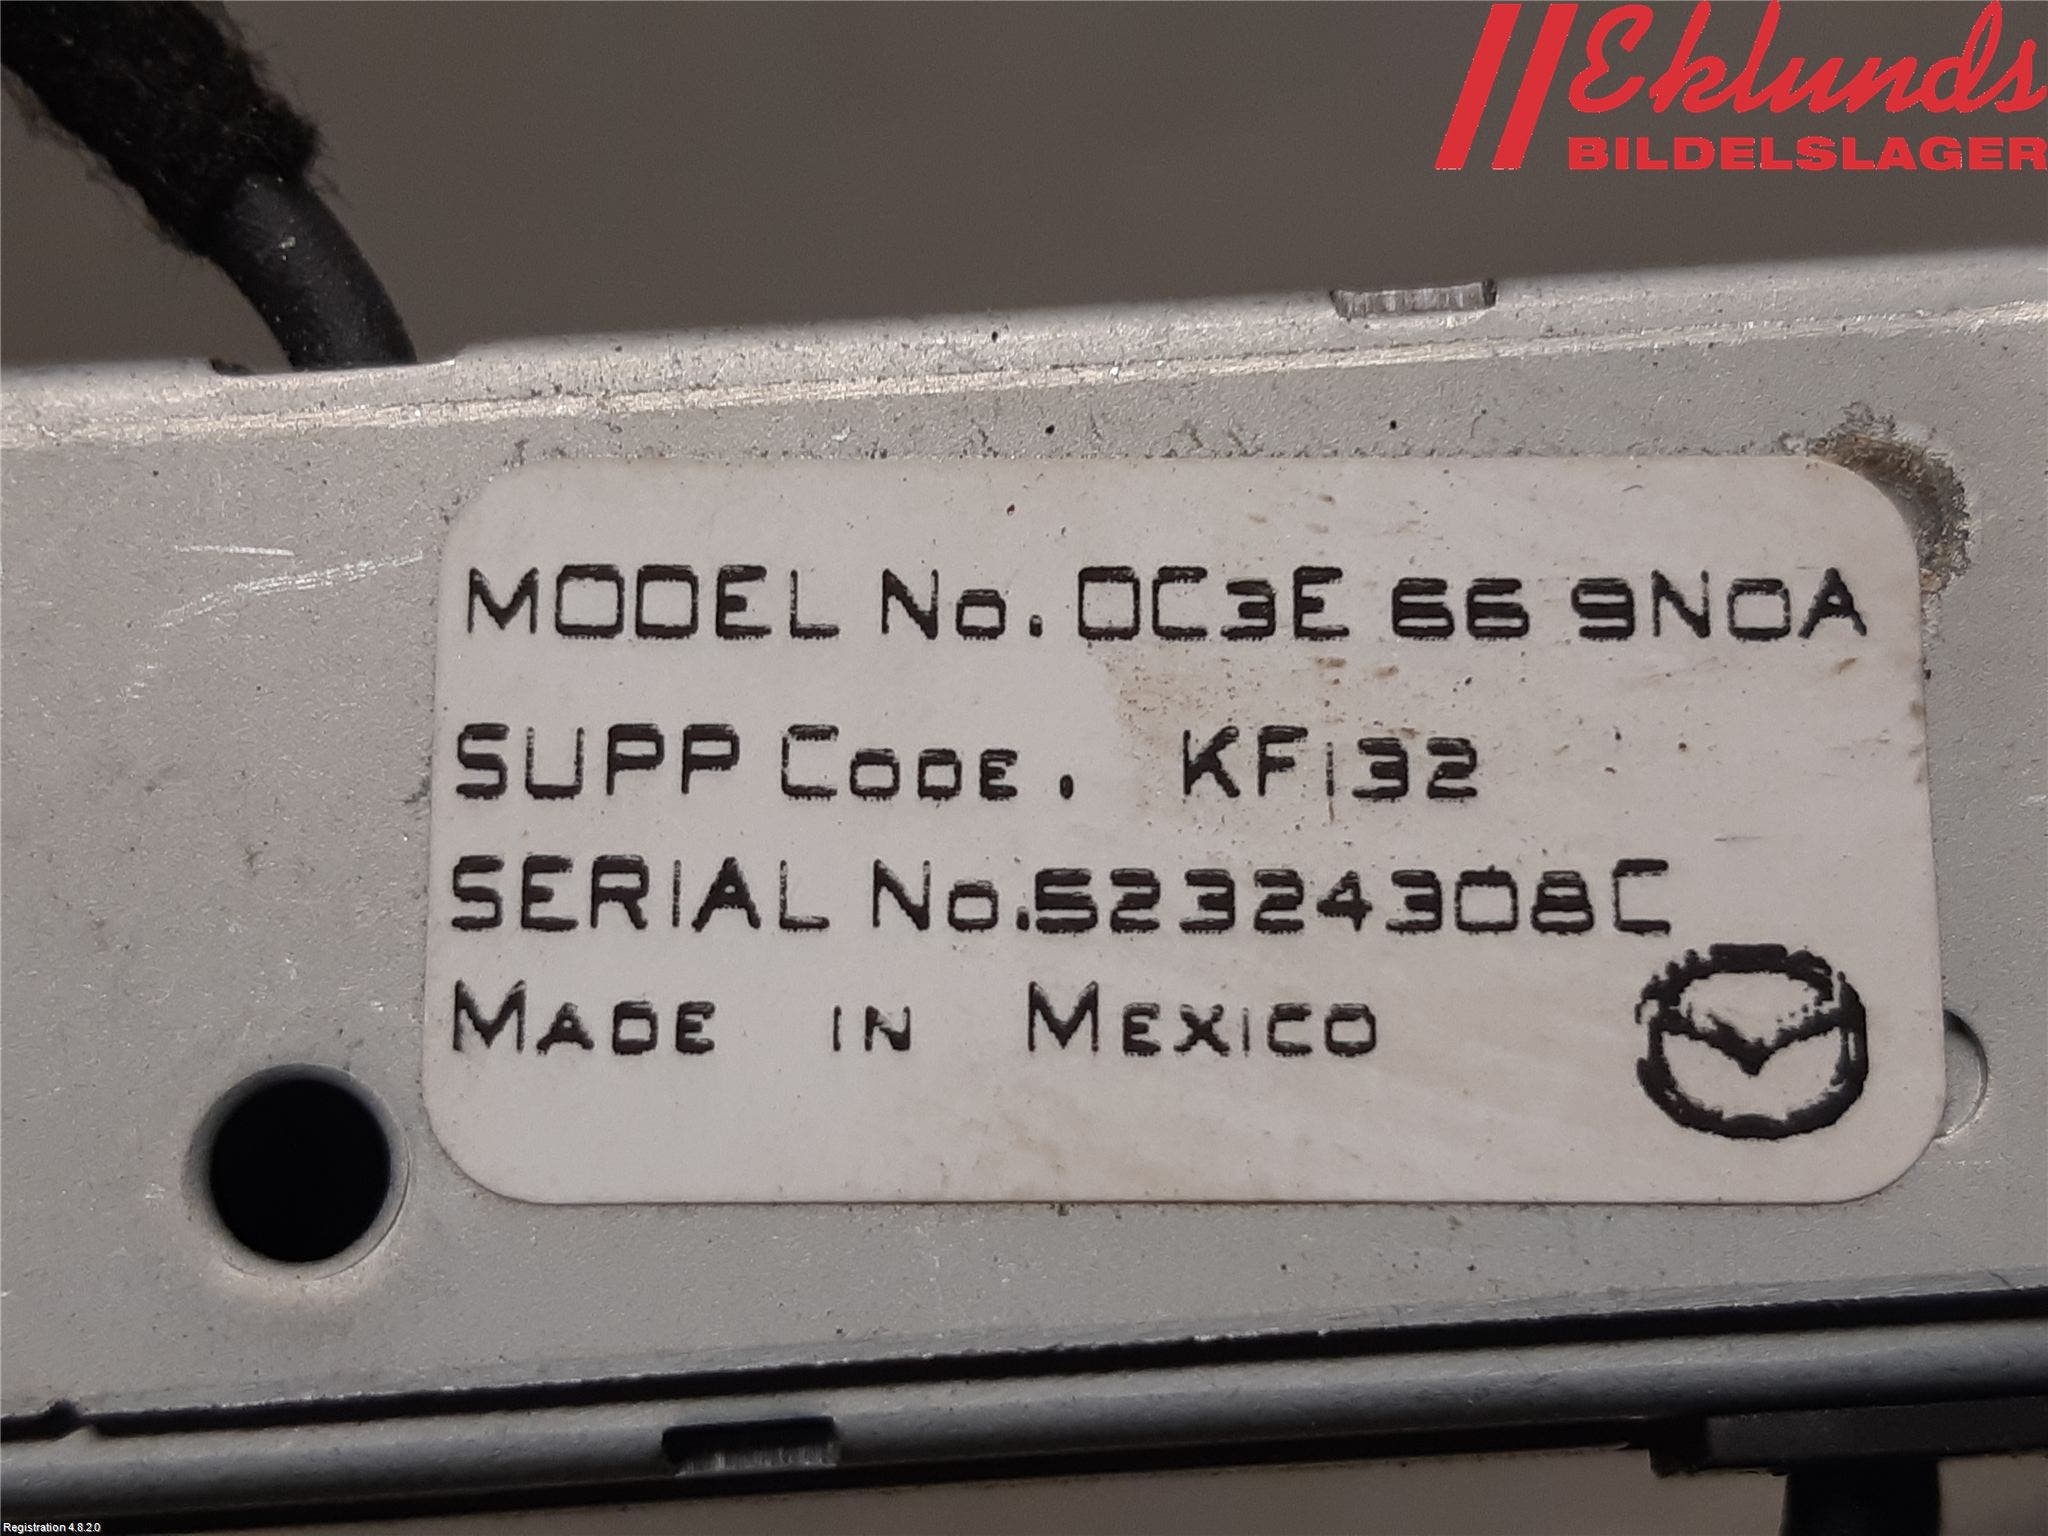 Eklunds
BILDELSLAGER
MODEL No. DC3E 66 9N0A
SUPP CODE. KF132
SERIAL No.52324308C
MADE IN MEXICO
Registration 4.8.2.0